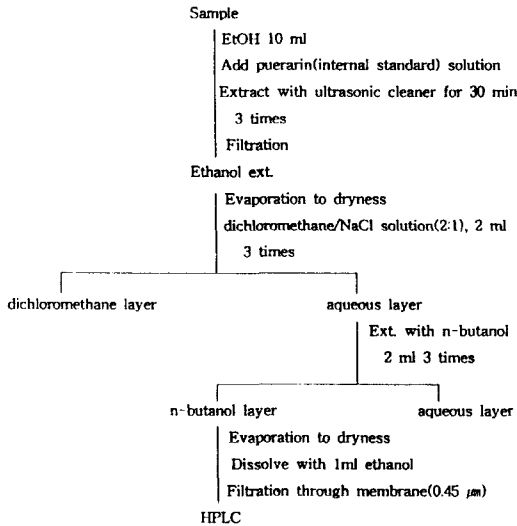 Sample
EtOH 10 ml
Add puerarin(internal standard) solution
Extract with ultrasonic cleaner for 30 min
3 times
Filtration
Ethanol ext.
Evaporation to dryness
dichloromethane/NaCl solution(2:1), 2 ml
3 times
dichloromethane layer aqueous layer
Ext. with n-butanol
2 ml 3 times
n-butanol layer aqueous layer
Evaporation to dryness
Dissolve with 1ml ethanol
Filtration through membrane(0.45 μm)
HPLC